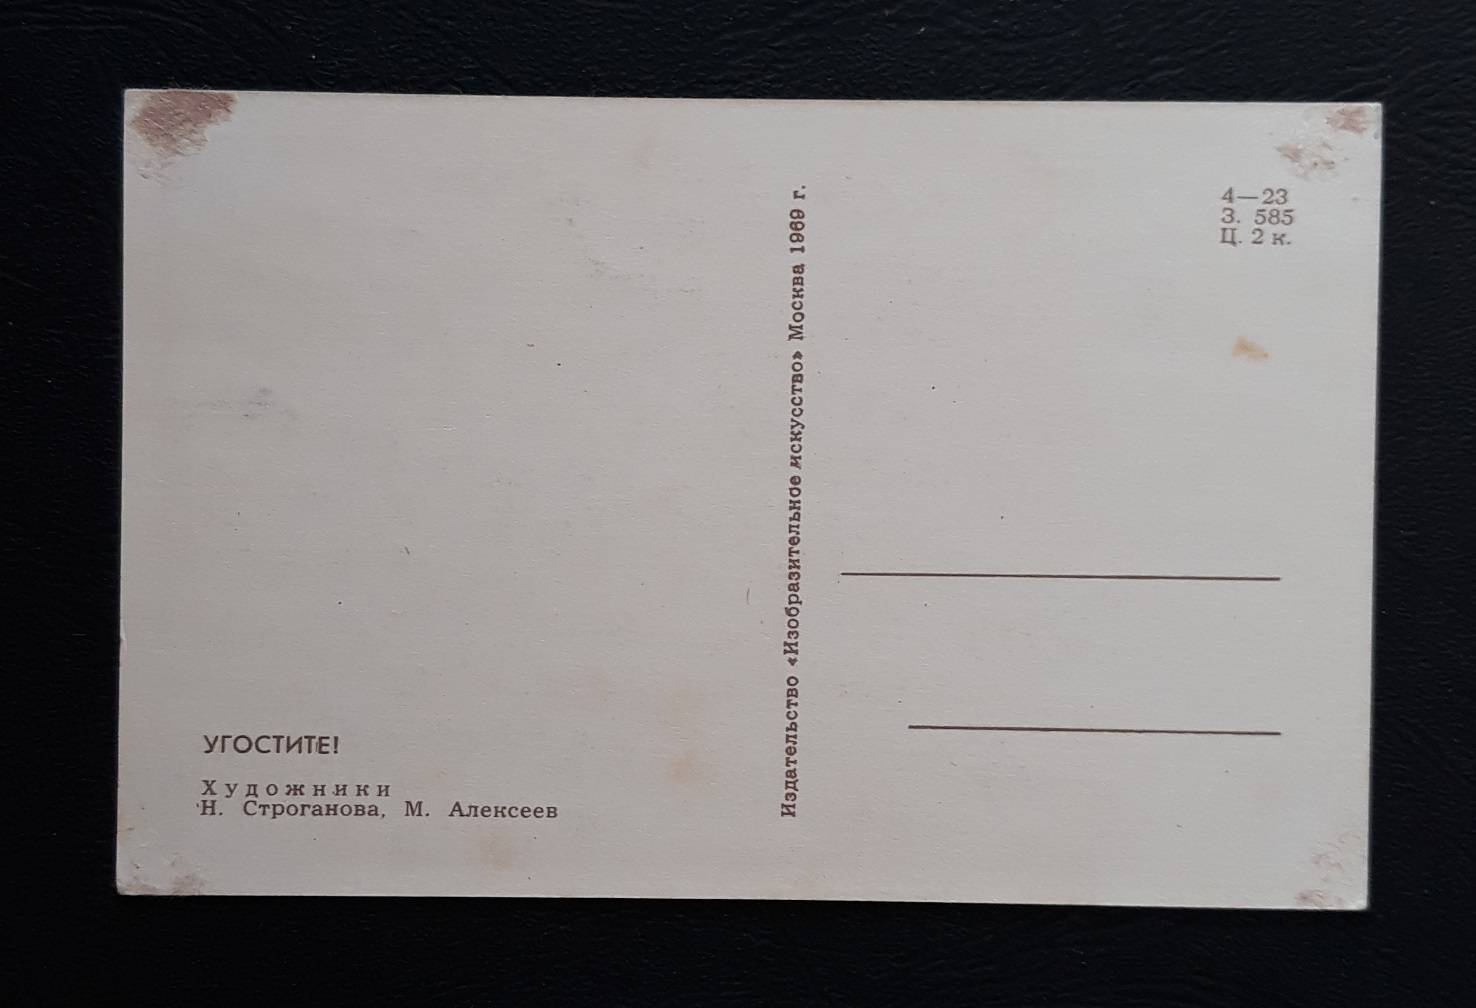 УГОСТИТЕ!
Художники
Н. Строганова, М. Алексеев
Издательство «Изобразительное искусство» Москва 1969 г.
4—23
З. 585
Ц. 2 к.